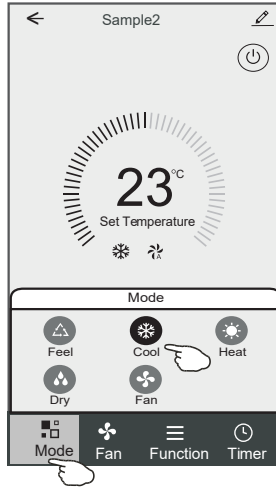 Sample2
23°C
Set Temperature
A
Mode
Feel Cool Heat
Dry Fan
Mode Fan Function Timer